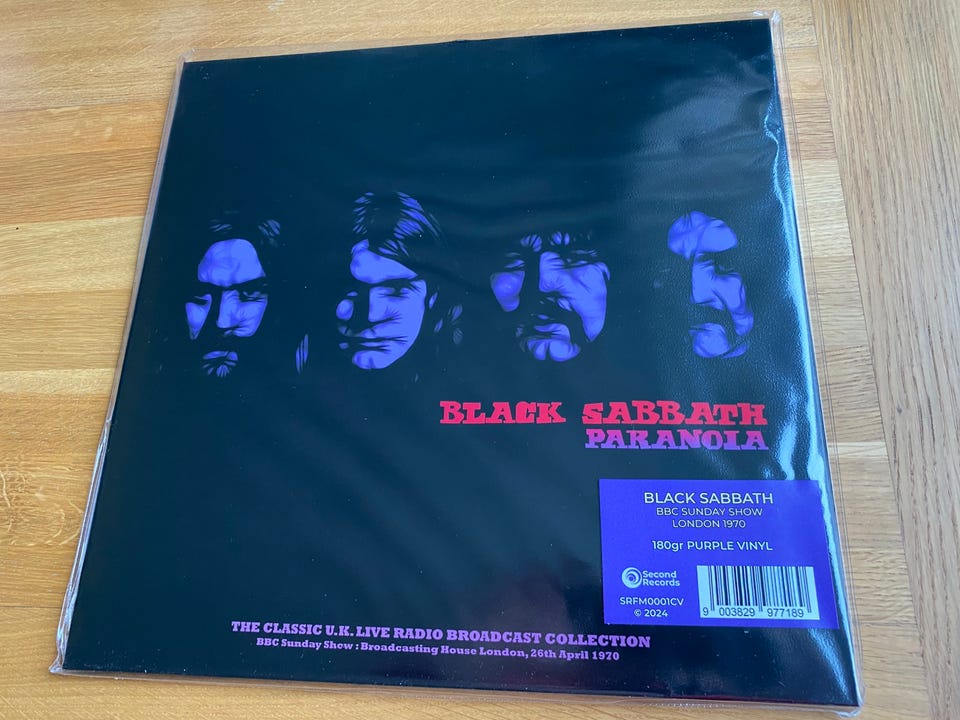 BLACK SABBATH
PARANOIA
BLACK SABBATH
BBC SUNDAY SHOW
LONDON 1970
180gr PURPLE VINYL
Second
Records
SRFM0001CV
© 2024
9 003829 977189
THE CLASSIC U.K. LIVE RADIO BROADCAST COLLECTION
BBC Sunday Show : Broadcasting House London, 26th April 1970